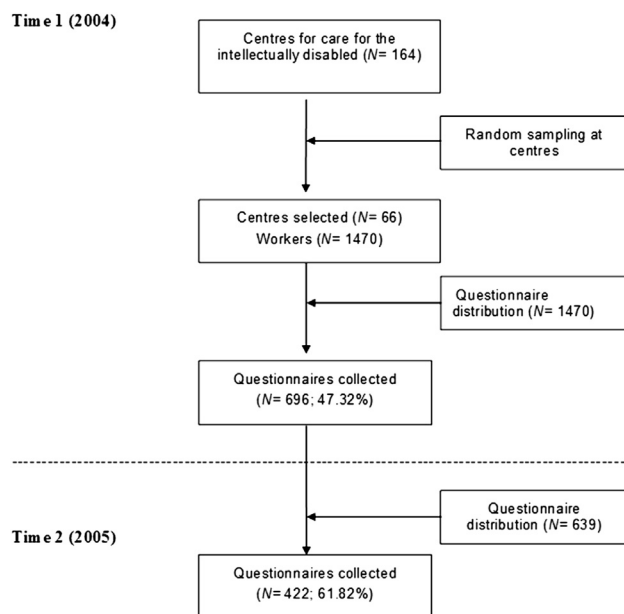 Time 1 (2004)
Centres for care for the
intellectually disabled (N= 164)
Random sampling at
centres
Centres selected (N= 66)
Workers (N= 1470)
Questionnaire
distribution (N= 1470)
Questionnaires collected
(N= 696; 47.32%)
Questionnaire
distribution (N= 639)
Time 2 (2005)
Questionnaires collected
(N= 422; 61.82%)